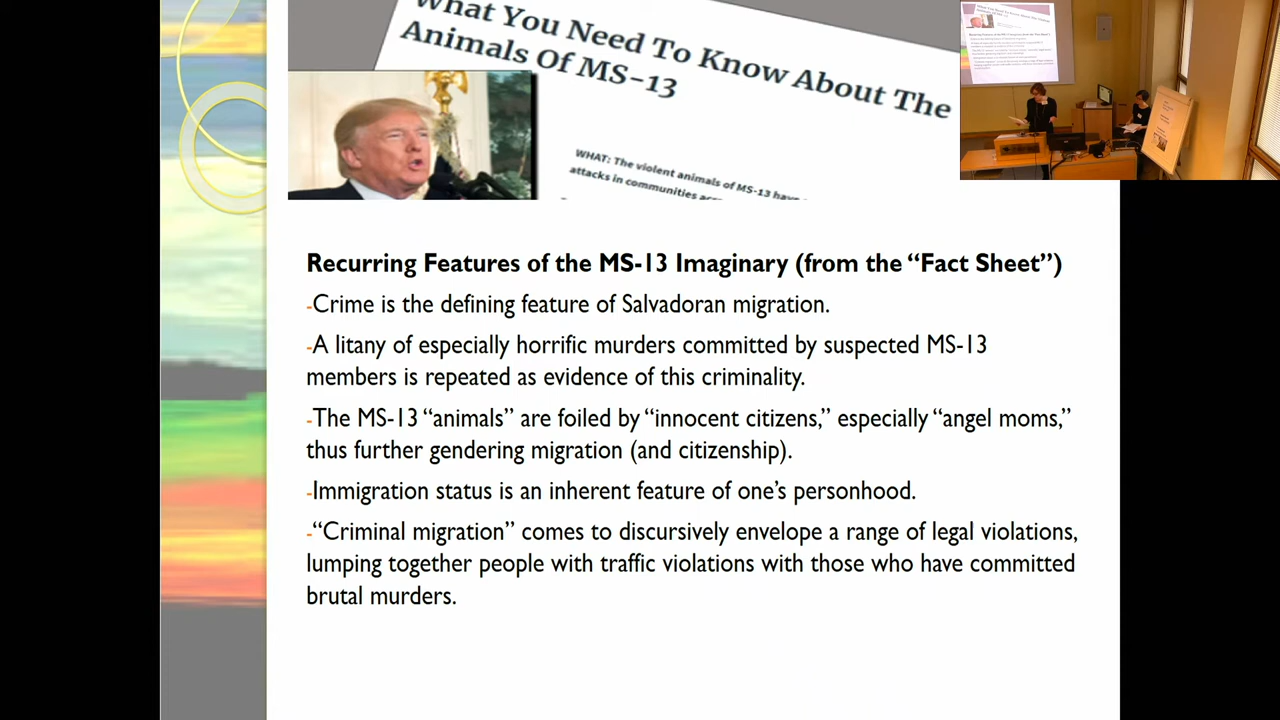 What You Need To Know About The
Animals Of MS-13
WHAT: The violent animals of MS-13 have
attacks in communities
Recurring Features of the MS-13 Imaginary (from the “Fact Sheet”)
-Crime is the defining feature of Salvadoran migration.
-A litany of especially horrific murders committed by suspected MS-13
members is repeated as evidence of this criminality.
-The MS-13 “animals” are foiled by “innocent citizens,” especially “angel moms,”
thus further gendering migration (and citizenship).
-Immigration status is an inherent feature of one’s personhood.
-“Criminal migration” comes to discursively envelope a range of legal violations,
lumping together people with traffic violations with those who have committed
brutal murders.